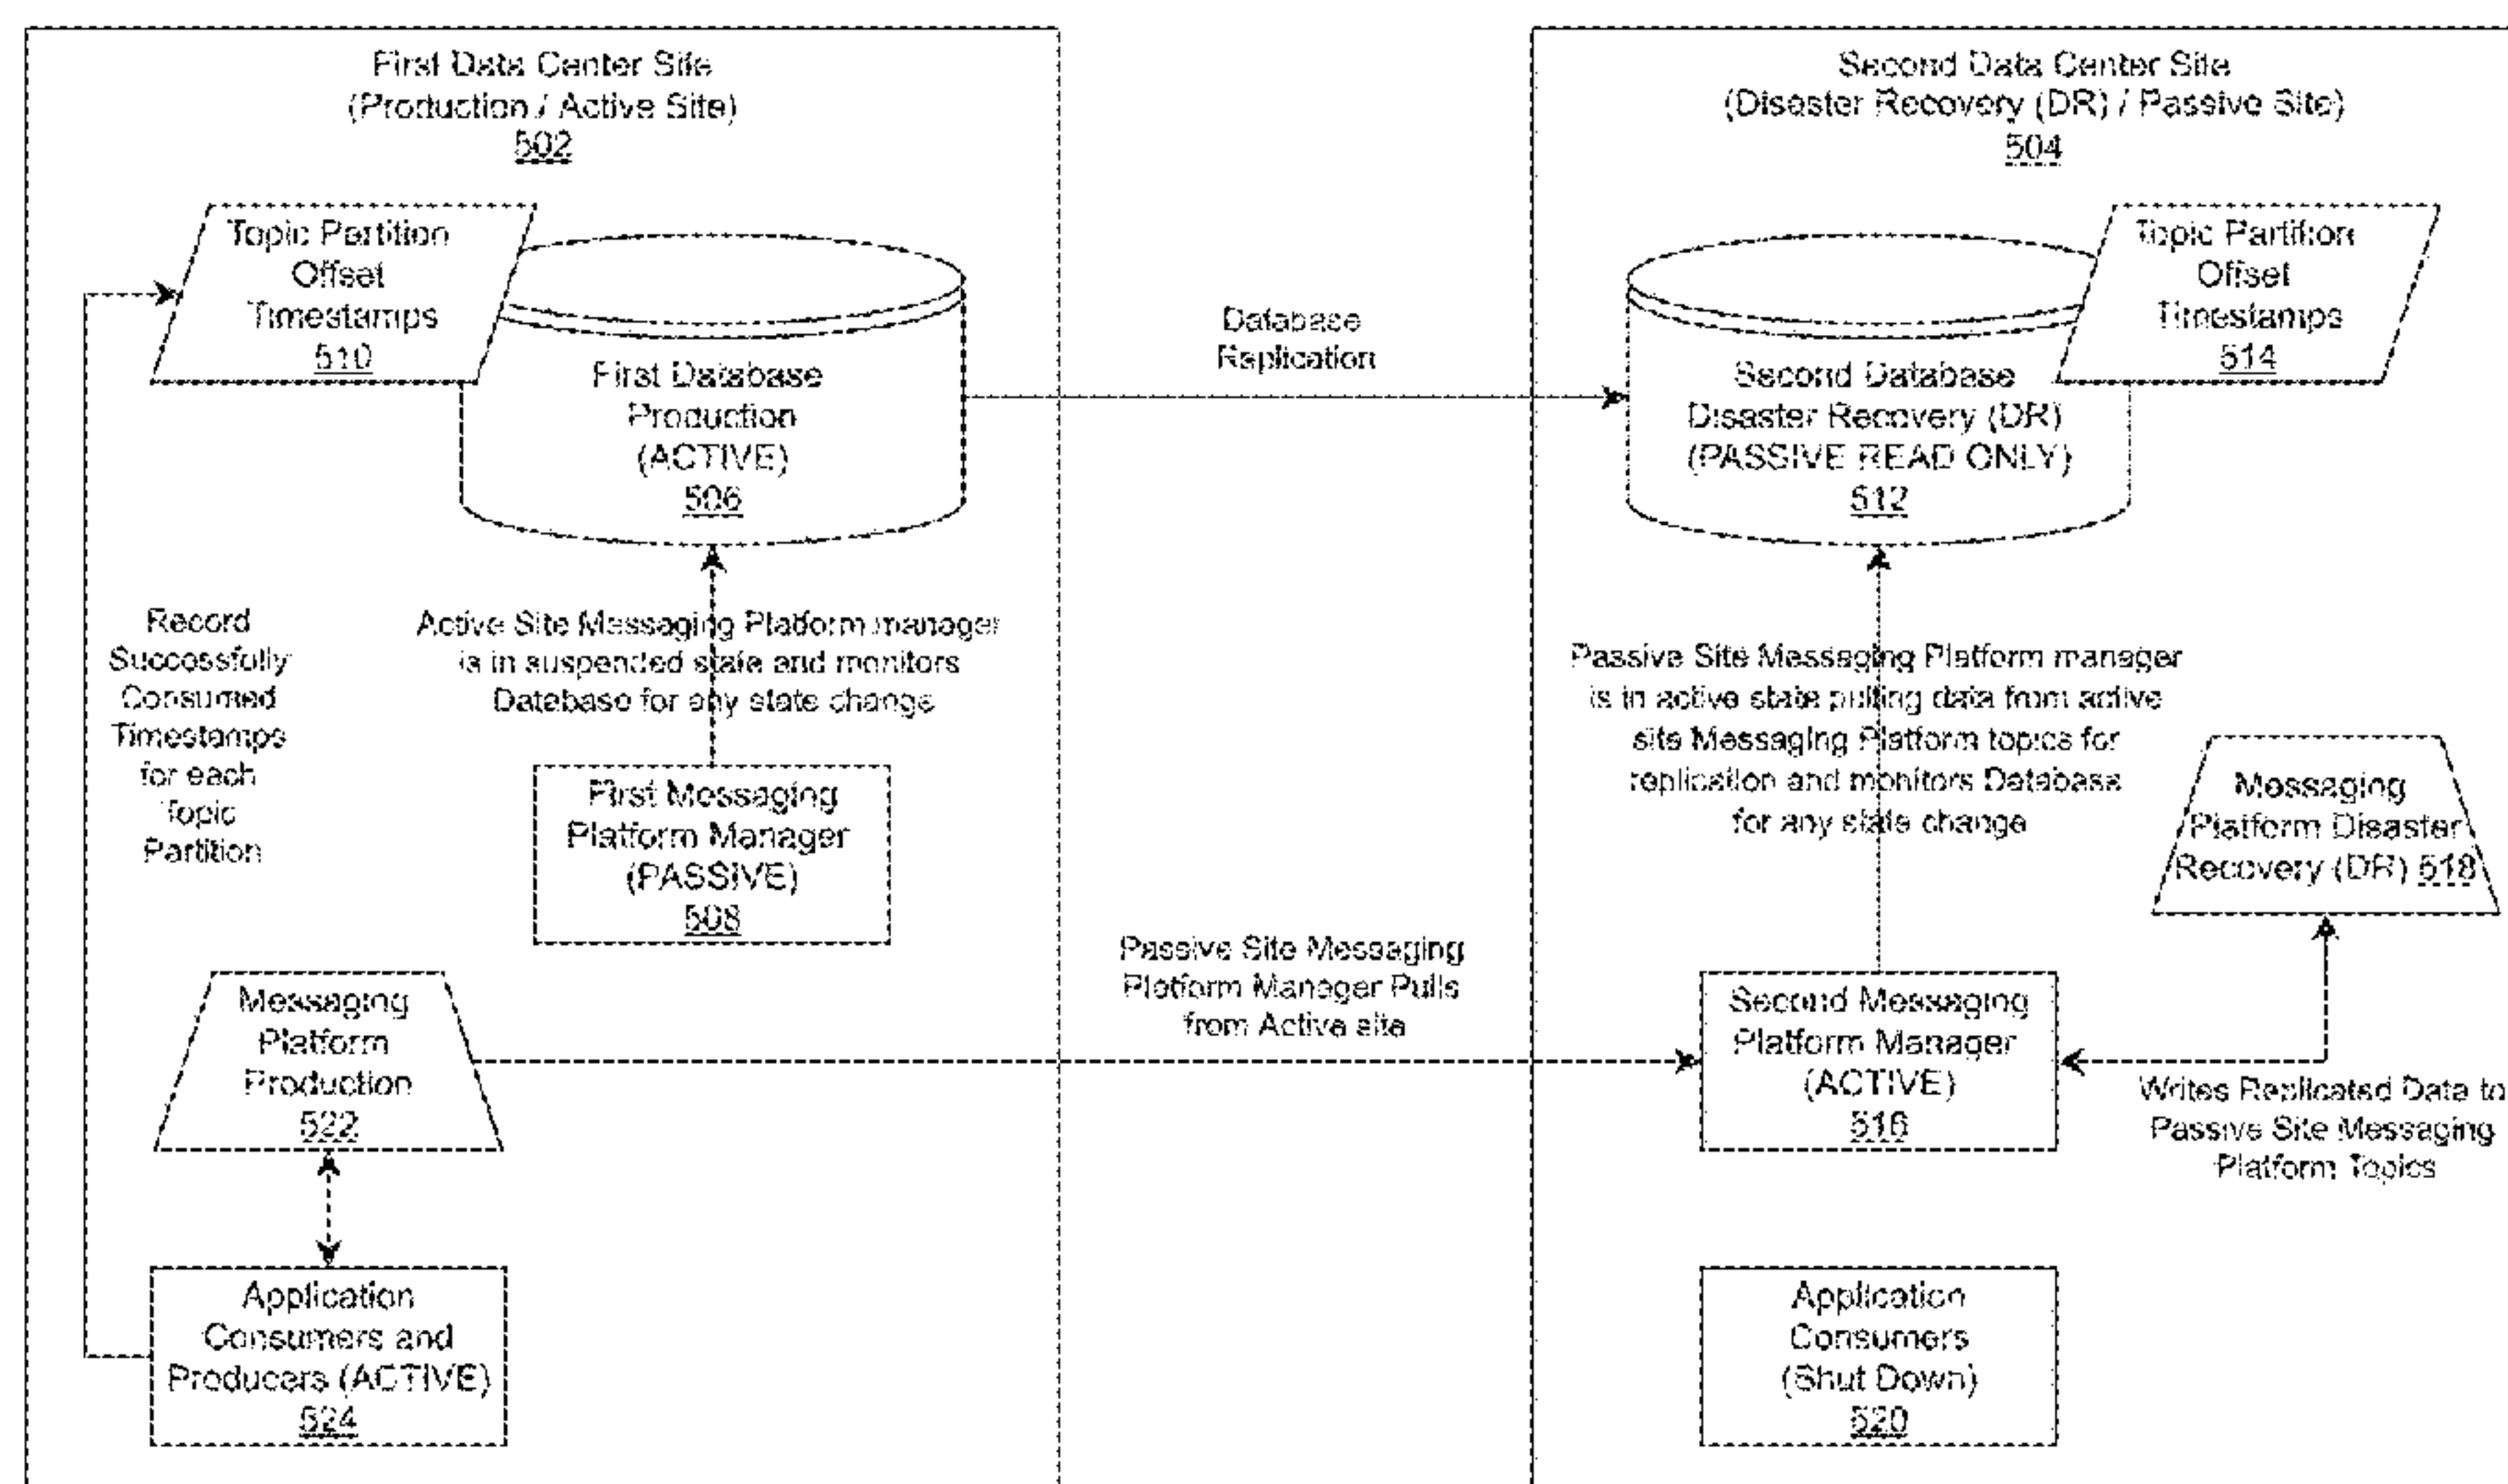 First Data Center Site
(Production / Active Site)
502
Topic Partition
Offset
Timestamps
510
First Database
Production
(ACTIVE)
506
Record
Successfully
Consumed
Timestamps
for each
Topic
Partition
Active Site Messaging Platform manager
is in suspended state and monitors
Database for any state change
First Messaging
Platform Manager
(PASSIVE)
508
Messaging
Platform
Production
522
Application
Consumers and
Producers (ACTIVE)
524
Database
Replication
Passive Site Messaging
Platform Manager Pulls
from Active site
Second Data Center Site
(Disaster Recovery (DR) / Passive Site)
504
Topic Partition
Offset
Timestamps
514
Second Database
Disaster Recovery (DR)
(PASSIVE READ ONLY)
512
Passive Site Messaging Platform manager
is in active state pulling data from active
site Messaging Platform topics for
replication and monitors Database
for any state change
Messaging
Platform Disaster
Recovery (DR) 518
Second Messaging
Platform Manager
(ACTIVE)
516
Writes Replicated Data to
Passive Site Messaging
Platform Topics
Application
Consumers
(Shut Down)
520